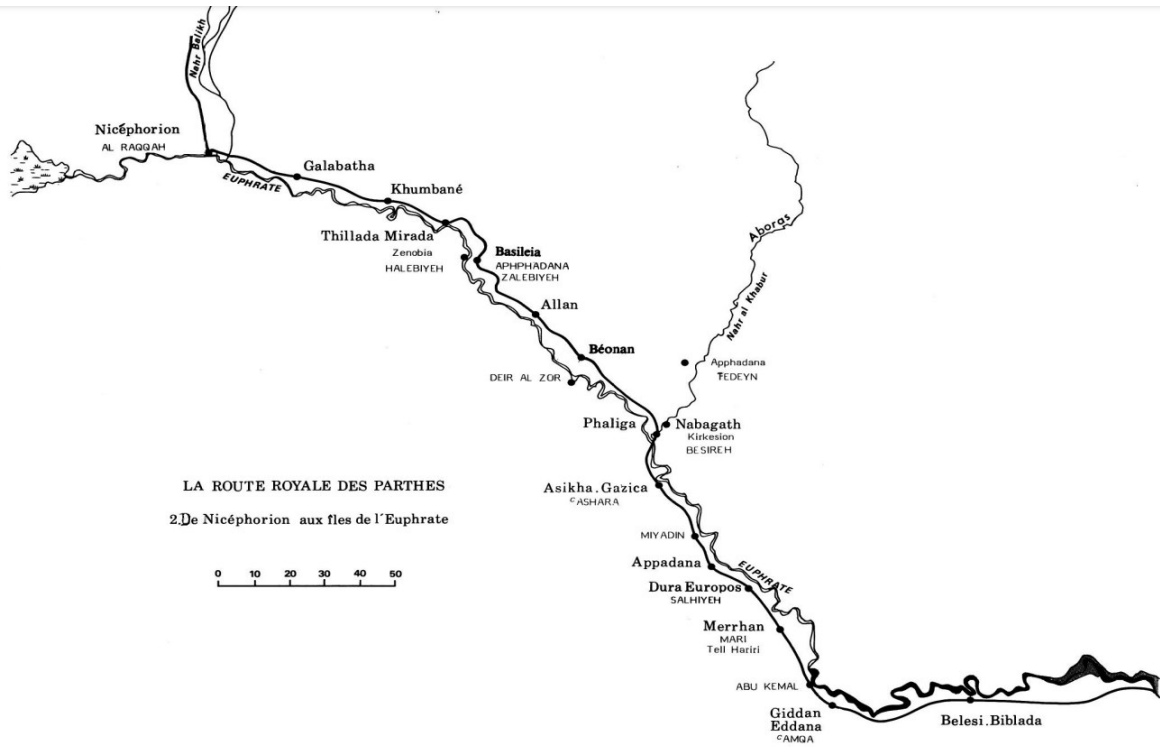 Nahr Balikh
Nicéphorion
AL RAQQAH
EUPHRATE
Galabatha
Khumbané
Thillada Mirada
Zenobia
HALEBIYEH
Basileia
APHPHADANA
ZALEBIYEH
Allan
Béonan
DEIR AL ZOR
Aboras
Nahr al Khabur
Apphadana
TEDEYN
Phaliga
Nabagath
Kirkesion
BESIREH
LA ROUTE ROYALE DES PARTHES
2.De Nicéphorion aux îles de l'Euphrate
0 10 20 30 40 50
Asikha.Gazica
ᶜASHARA
MIYADIN
Appadana
EUPHRATE
Dura Europos
SALHIYEH
Merrhan
MARI
Tell Hariri
ABU KEMAL
Giddan
Eddana
ᶜAMQA
Belesi.Biblada